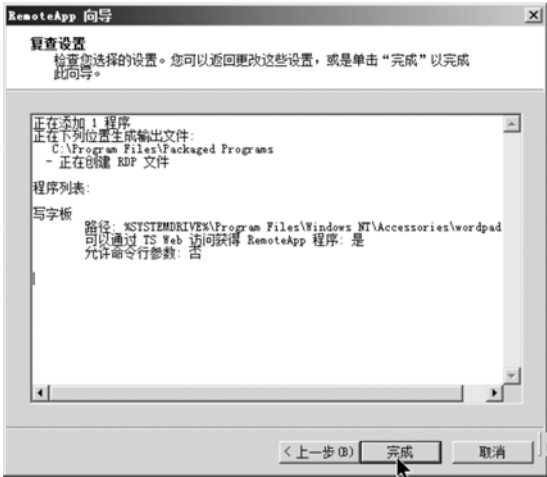 RemoteApp 向导
复查设置
检查您选择的设置。您可以返回更改这些设置，或是单击“完成”以完成
此向导。
正在添加 1 程序
正在下列位置生成输出文件:
C:\Program Files\Packaged Programs
- 正在创建 RDP 文件
程序列表:
写字板
路径: %SYSTEMDRIVE%\Program Files\Windows NT\Accessories\wordpad
可以通过 TS Web 访问获得 RemoteApp 程序: 是
允许命令行参数: 否
<上一步(B)
完成
取消